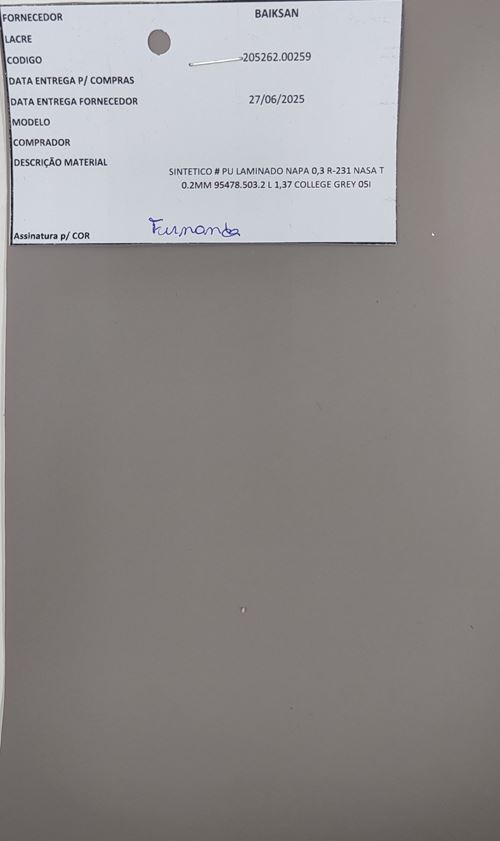 FORNECEDOR BAIKSAN
LACRE
CODIGO 205262.00259
DATA ENTREGA P/ COMPRAS
DATA ENTREGA FORNECEDOR 27/06/2025
MODELO
COMPRADOR
DESCRIÇÃO MATERIAL
SINTETICO # PU LAMINADO NAPA 0,3 R-231 NASA T
0.2MM 95478.503.2 L 1,37 COLLEGE GREY 05I
Assinatura p/ COR Fernanda